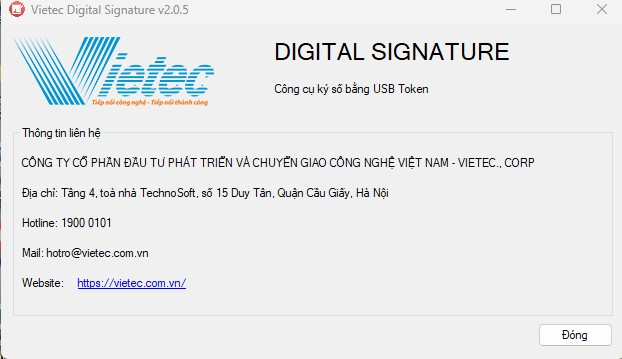 Vietec Digital Signature v2.0.5
Vietec
Tiếp nối công nghệ - Tiếp nối thành công
DIGITAL SIGNATURE
Công cụ ký số bằng USB Token
Thông tin liên hệ
CÔNG TY CỔ PHẦN ĐẦU TƯ PHÁT TRIỂN VÀ CHUYỂN GIAO CÔNG NGHỆ VIỆT NAM - VIETEC., CORP
Địa chỉ: Tầng 4, toà nhà TechnoSoft, số 15 Duy Tân, Quận Cầu Giấy, Hà Nội
Hotline: 1900 0101
Mail: hotro@vietec.com.vn
Website: https://vietec.com.vn/
Đóng